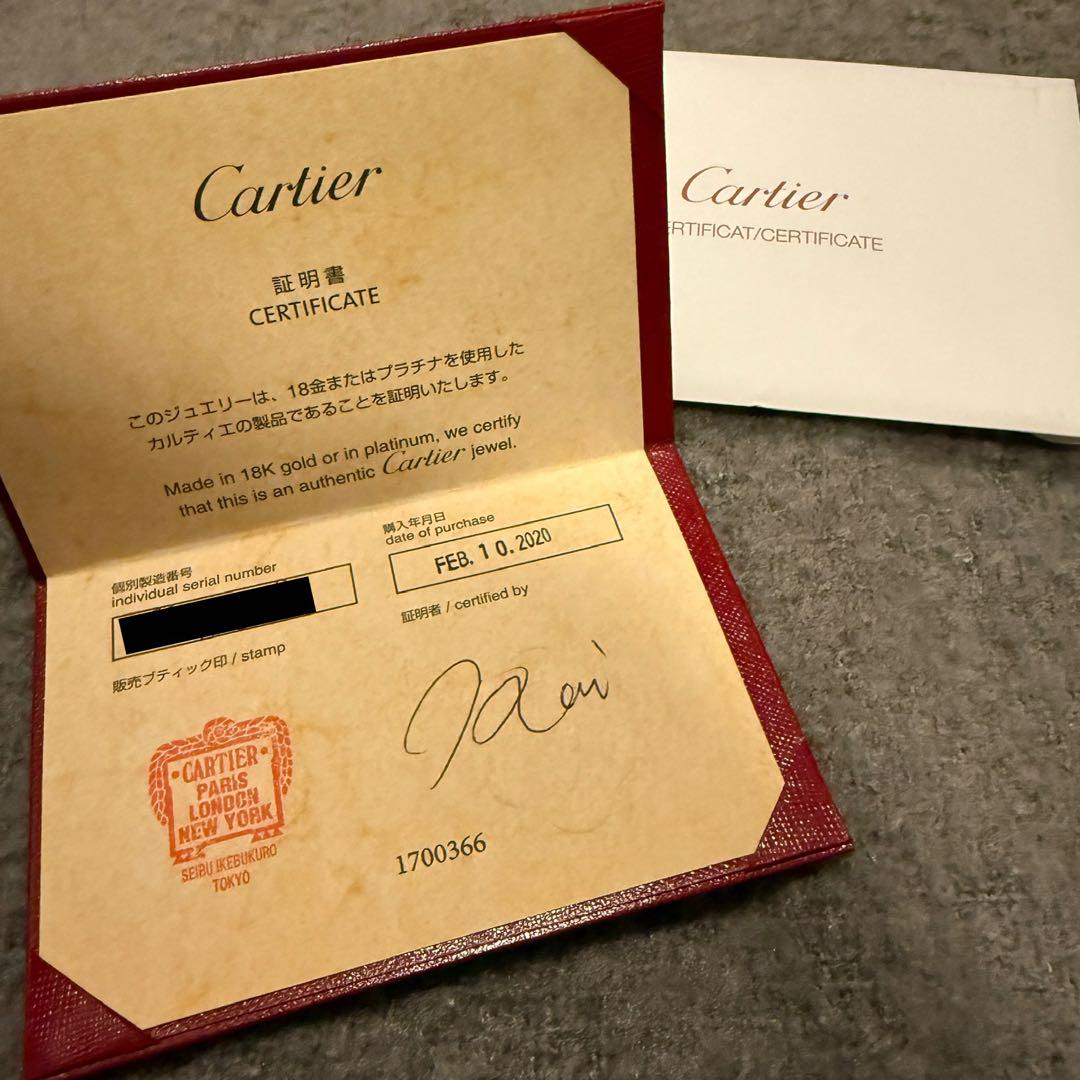 Cartier
証明書
CERTIFICATE
このジュエリーは、18金またはプラチナを使用した
カルティエの製品であることを証明いたします。
Made in 18K gold or in platinum, we certify
that this is an authentic Cartier jewel.
個別製造番号
individual serial number
購入年月日
date of purchase
FEB. 10. 2020
販売ブティック印 / stamp
証明者 / certified by
CARTIER
PARIS
LONDON
NEW YORK
SEIBU IKEBUKURO
TOKYO
1700366
Cartier
ERTIFICAT/CERTIFICATE